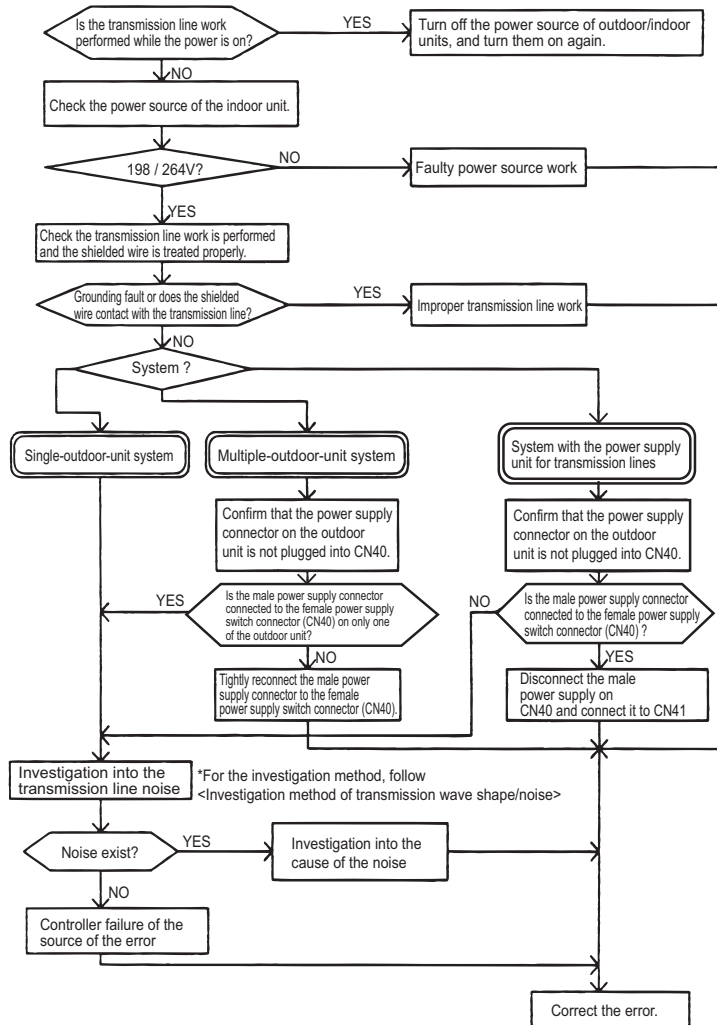 Is the transmission line work
performed while the power is on?
YES
Turn off the power source of outdoor/indoor
units, and turn them on again.
NO
Check the power source of the indoor unit.
198 / 264V?
NO
Faulty power source work
YES
Check the transmission line work is performed
and the shielded wire is treated properly.
Grounding fault or does the shielded
wire contact with the transmission line?
YES
Improper transmission line work
NO
System ?
Single-outdoor-unit system
Multiple-outdoor-unit system
System with the power supply
unit for transmission lines
Confirm that the power supply
connector on the outdoor
unit is not plugged into CN40.
Confirm that the power supply
connector on the outdoor
unit is not plugged into CN40.
YES
Is the male power supply connector
connected to the female power supply
switch connector (CN40) on only one
of the outdoor unit?
NO
Is the male power supply connector
connected to the female power supply
switch connector (CN40) ?
NO
Tightly reconnect the male power
supply connector to the female
power supply switch connector (CN40).
YES
Disconnect the male
power supply on
CN40 and connect it to CN41
Investigation into the
transmission line noise
*For the investigation method, follow
<Investigation method of transmission wave shape/noise>
Noise exist?
YES
Investigation into the
cause of the noise
NO
Controller failure of the
source of the error
Correct the error.